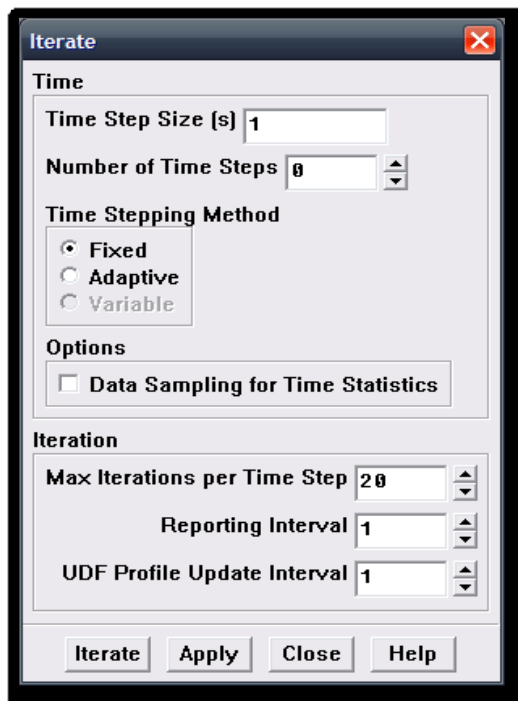 Iterate
Time
Time Step Size (s) 1
Number of Time Steps 0
Time Stepping Method
Fixed
Adaptive
Variable
Options
Data Sampling for Time Statistics
Iteration
Max Iterations per Time Step 20
Reporting Interval 1
UDF Profile Update Interval 1
Iterate Apply Close Help